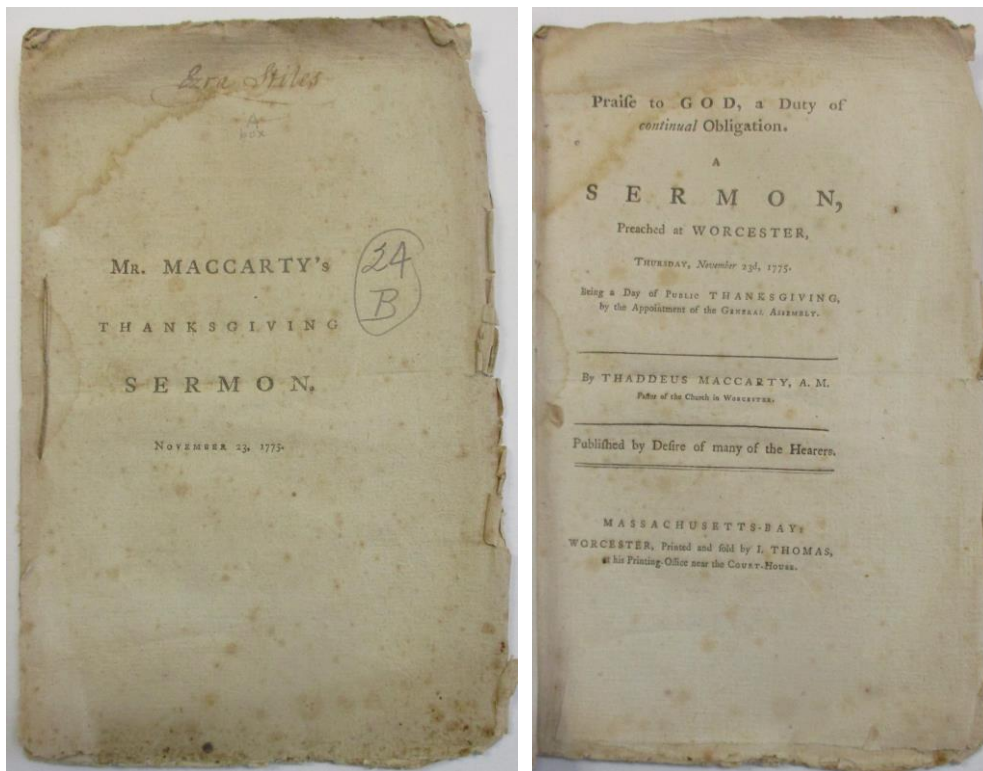 Ezra Stiles
A
box
MR. MACCARTY's
THANKSGIVING
SERMON.
NOVEMBER 23, 1775.
24
B
Praiſe to GOD, a Duty of
continual Obligation.
A
SERMON,
Preached at WORCESTER,
THURSDAY, November 23d, 1775.
Being a Day of PUBLIC THANKSGIVING,
by the Appointment of the GENERAL ASSEMBLY.
By THADDEUS MACCARTY, A. M.
Paſtor of the Church in WORCESTER.
Publiſhed by Deſire of many of the Hearers.
MASSACHUSETTS-BAY:
WORCESTER, Printed and ſold by I. THOMAS,
at his Printing-Office near the COURT-HOUSE.